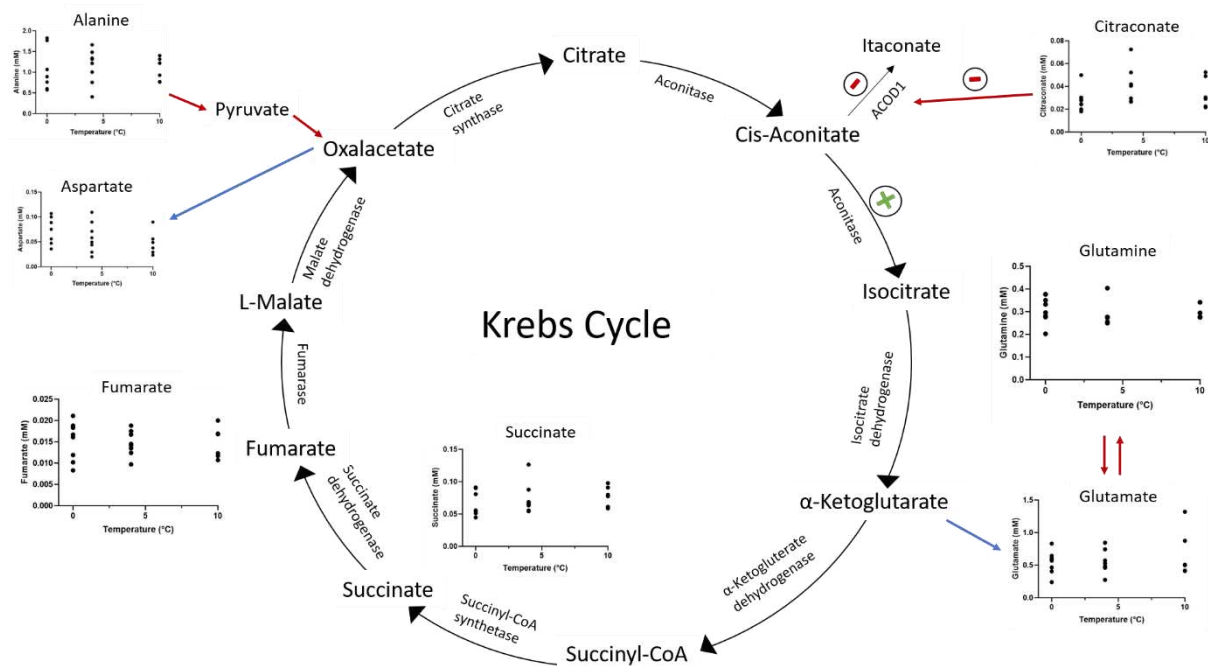 Alanine
Alanine (mM)
2.0
1.5
1.0
0.5
0.0
0
5
10
Temperature (°C)
Pyruvate
Oxalacetate
Citrate
synthase
Citrate
Aconitase
Itaconate
ACOD1
Cis-Aconitate
Citraconate
Citraconate (mM)
0.08
0.06
0.04
0.02
0.00
0
5
10
Temperature (°C)
Aspartate
Aspartate (mM)
0.15
0.10
0.05
0.00
0
5
10
Temperature (°C)
Malate
dehydrogenase
L-Malate
Aconitase
Isocitrate
Krebs Cycle
Glutamine
Glutamine (mM)
0.5
0.4
0.3
0.2
0.1
0.0
0
5
10
Temperature (°C)
Fumarase
Isocitrate
dehydrogenase
Fumarate
Fumarate (mM)
0.025
0.020
0.015
0.010
0.005
0.000
0
5
10
Temperature (°C)
Fumarate
Succinate
Succinate (mM)
0.15
0.10
0.05
0.00
0
5
10
Temperature (°C)
α-Ketoglutarate
Glutamate
Glutamate (mM)
1.5
1.0
0.5
0.0
0
5
10
Temperature (°C)
Succinate
dehydrogenase
α-Ketogluterate
dehydrogenase
Succinate
Succinyl-CoA
synthetase
Succinyl-CoA